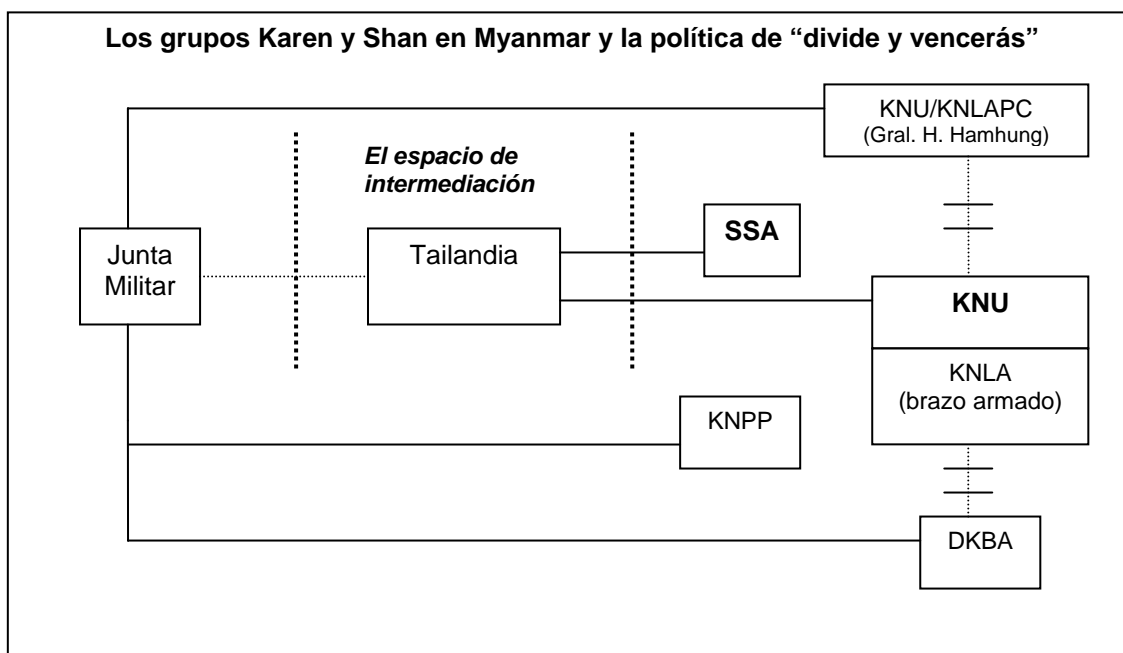 Los grupos Karen y Shan en Myanmar y la política de “divide y vencerás”
KNU/KNLAPC
(Gral. H. Hamhung)
El espacio de
intermediación
SSA
Junta
Militar
Tailandia
KNU
KNLA
(brazo armado)
KNPP
DKBA